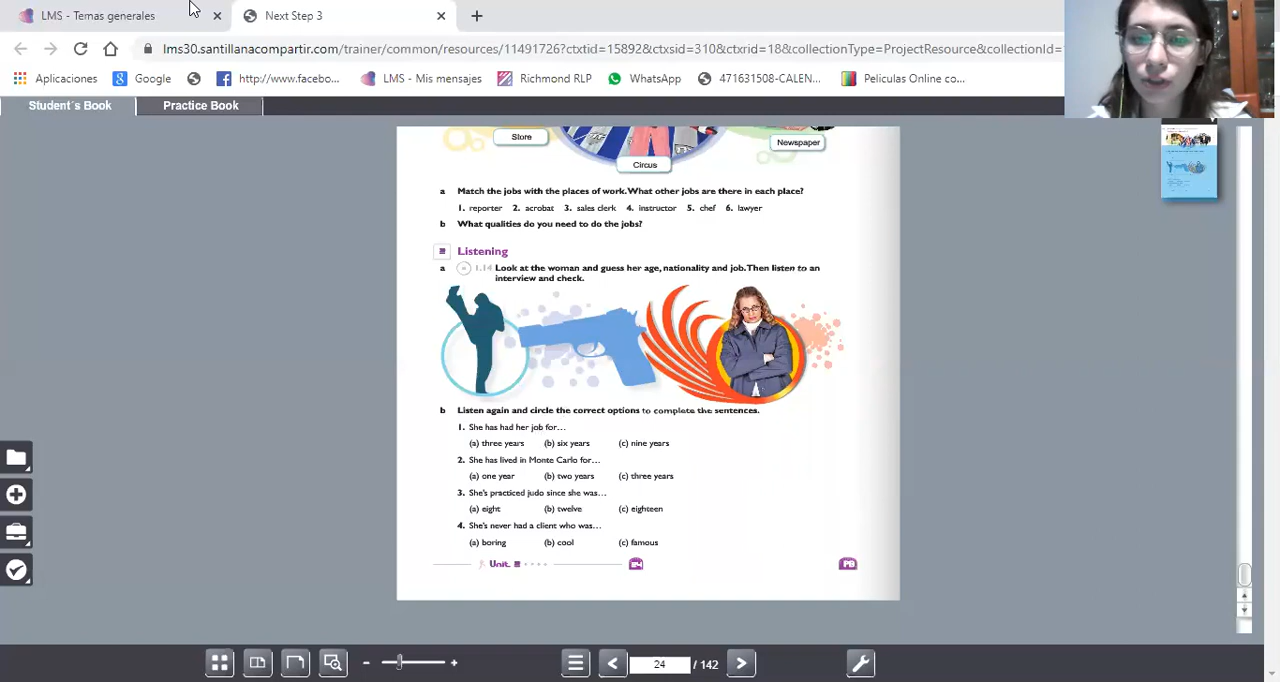 LMS - Temas generales
Next Step 3
lms30.santillanacompartir.com/trainer/common/resources/11491726?ctxtid=15892&ctxsid=310&ctxrid=18&collectionType=ProjectResource&collectionId=
Aplicaciones
Google
http://www.facebo...
LMS - Mis mensajes
Richmond RLP
WhatsApp
471631508-CALEN...
Peliculas Online co...
Student´s Book
Practice Book
Store
Circus
Newspaper
a Match the jobs with the places of work. What other jobs are there in each place?
1. reporter 2. acrobat 3. sales clerk 4. instructor 5. chef 6. lawyer
b What qualities do you need to do the jobs?
Listening
a 1.14 Look at the woman and guess her age, nationality and job. Then listen to an
interview and check.
b Listen again and circle the correct options to complete the sentences.
1. She has had her job for...
(a) three years (b) six years (c) nine years
2. She has lived in Monte Carlo for...
(a) one year (b) two years (c) three years
3. She's practiced judo since she was...
(a) eight (b) twelve (c) eighteen
4. She's never had a client who was...
(a) boring (b) cool (c) famous
Unit 2
24
PB
24 / 142